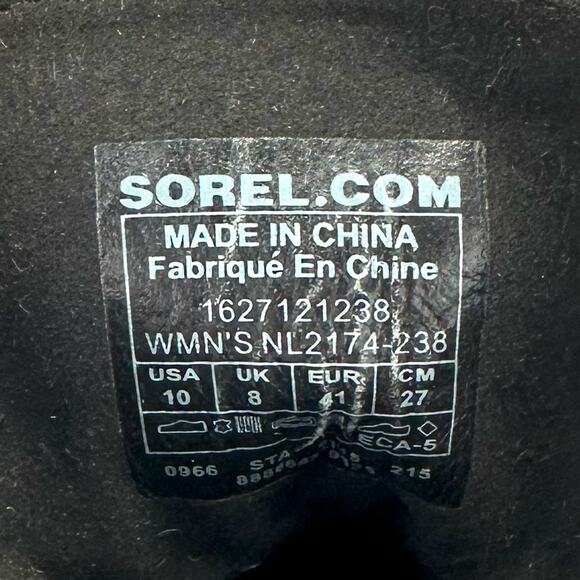 SOREL.COM
MADE IN CHINA
Fabriqué En Chine
1627121238
WMN'S NL2174-238
USA UK EUR CM
10 8 41 27
ECA-5
0966 215